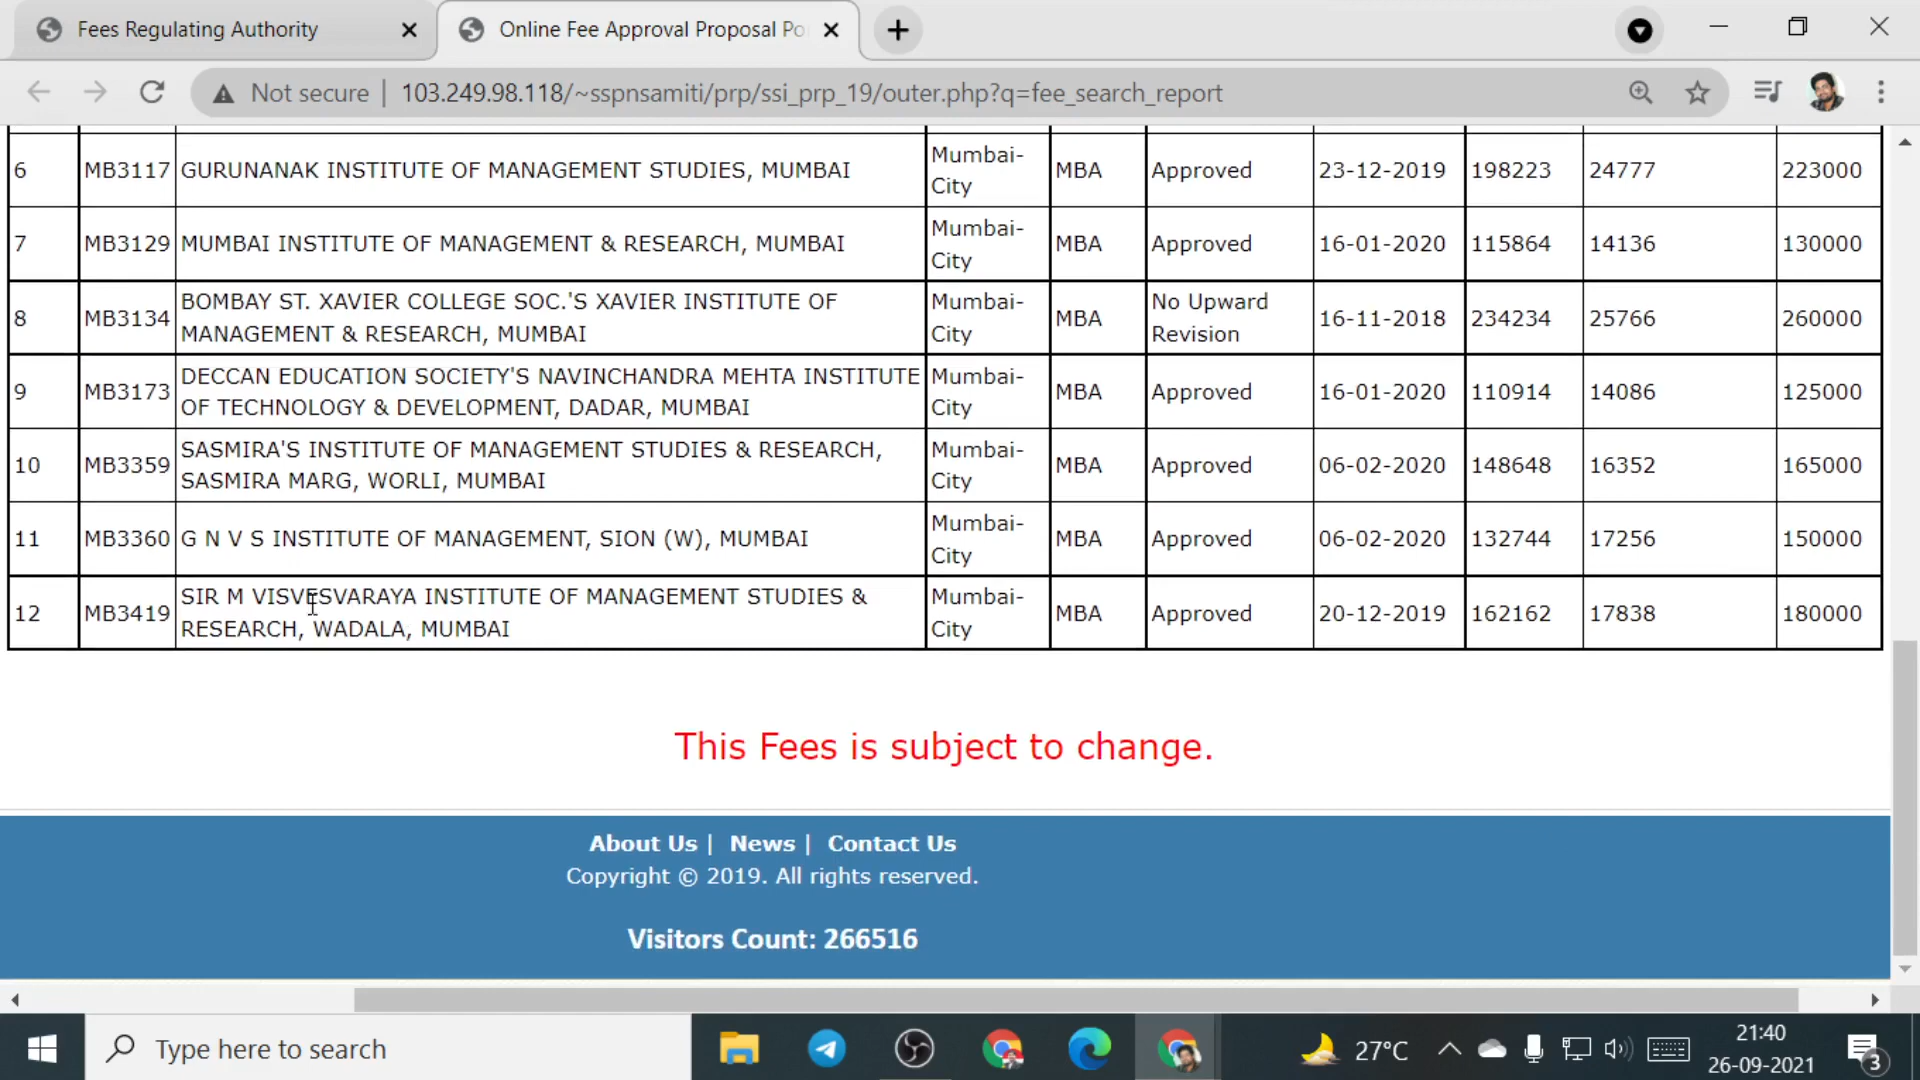 Fees Regulating Authority
Online Fee Approval Proposal Po
Not secure | 103.249.98.118/~sspnsamiti/prp/ssi_prp_19/outer.php?q=fee_search_report
6 MB3117 GURUNANAK INSTITUTE OF MANAGEMENT STUDIES, MUMBAI Mumbai-City MBA Approved 23-12-2019 198223 24777 223000
7 MB3129 MUMBAI INSTITUTE OF MANAGEMENT & RESEARCH, MUMBAI Mumbai-City MBA Approved 16-01-2020 115864 14136 130000
8 MB3134 BOMBAY ST. XAVIER COLLEGE SOC.'S XAVIER INSTITUTE OF MANAGEMENT & RESEARCH, MUMBAI Mumbai-City MBA No Upward Revision 16-11-2018 234234 25766 260000
9 MB3173 DECCAN EDUCATION SOCIETY'S NAVINCHANDRA MEHTA INSTITUTE OF TECHNOLOGY & DEVELOPMENT, DADAR, MUMBAI Mumbai-City MBA Approved 16-01-2020 110914 14086 125000
10 MB3359 SASMIRA'S INSTITUTE OF MANAGEMENT STUDIES & RESEARCH, SASMIRA MARG, WORLI, MUMBAI Mumbai-City MBA Approved 06-02-2020 148648 16352 165000
11 MB3360 G N V S INSTITUTE OF MANAGEMENT, SION (W), MUMBAI Mumbai-City MBA Approved 06-02-2020 132744 17256 150000
12 MB3419 SIR M VISVESVARAYA INSTITUTE OF MANAGEMENT STUDIES & RESEARCH, WADALA, MUMBAI Mumbai-City MBA Approved 20-12-2019 162162 17838 180000
This Fees is subject to change.
About Us | News | Contact Us
Copyright © 2019. All rights reserved.
Visitors Count: 266516
Type here to search
27°C
21:40
26-09-2021
3